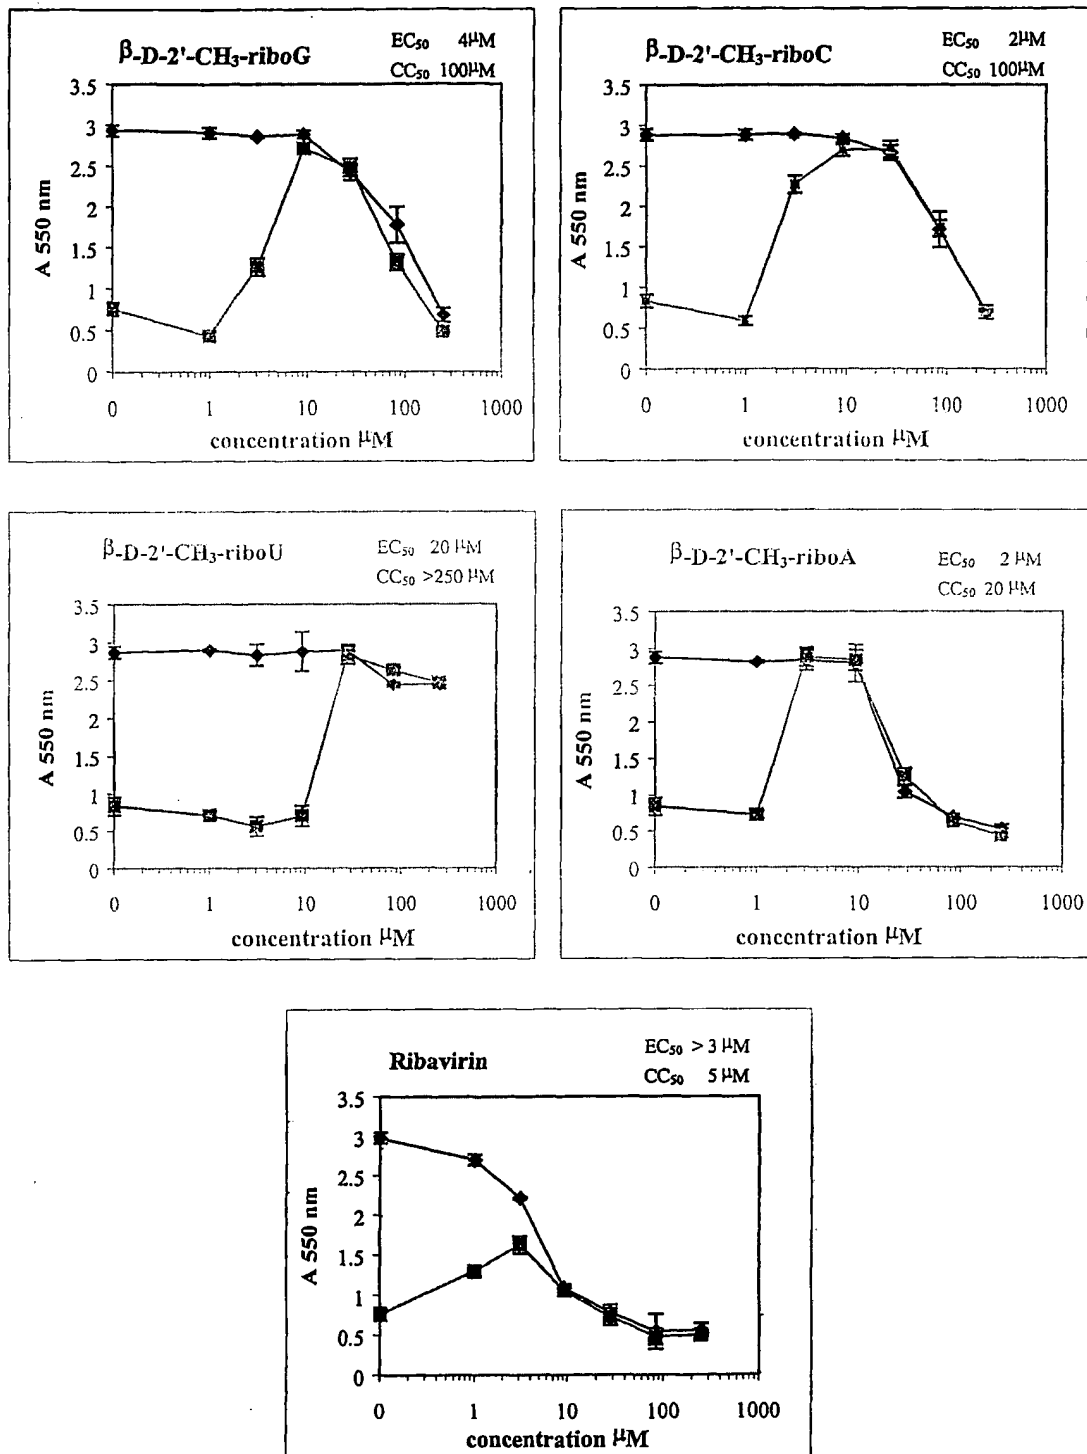 β-D-2'-CH₃-riboG
EC₅₀ 4μM
CC₅₀ 100μM
3.5
3
2.5
2
1.5
1
0.5
0
A 550 nm
0 1 10 100 1000
concentration μM
β-D-2'-CH₃-riboC
EC₅₀ 2μM
CC₅₀ 100μM
3.5
3
2.5
2
1.5
1
0.5
0
A 550 nm
0 1 10 100 1000
concentration μM
β-D-2'-CH₃-riboU
EC₅₀ 20 μM
CC₅₀ >250 μM
3.5
3
2.5
2
1.5
1
0.5
0
A 550 nm
0 1 10 100 1000
concentration μM
β-D-2'-CH₃-riboA
EC₅₀ 2 μM
CC₅₀ 20 μM
3.5
3
2.5
2
1.5
1
0.5
0
A 550 nm
0 1 10 100 1000
concentration μM
Ribavirin
EC₅₀ > 3 μM
CC₅₀ 5 μM
3.5
3
2.5
2
1.5
1
0.5
0
A 550 nm
0 1 10 100 1000
concentration μM